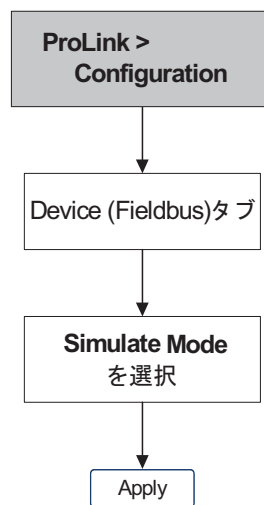 ProLink >
Configuration
Device (Fieldbus)タブ
Simulate Mode
を選択
Apply